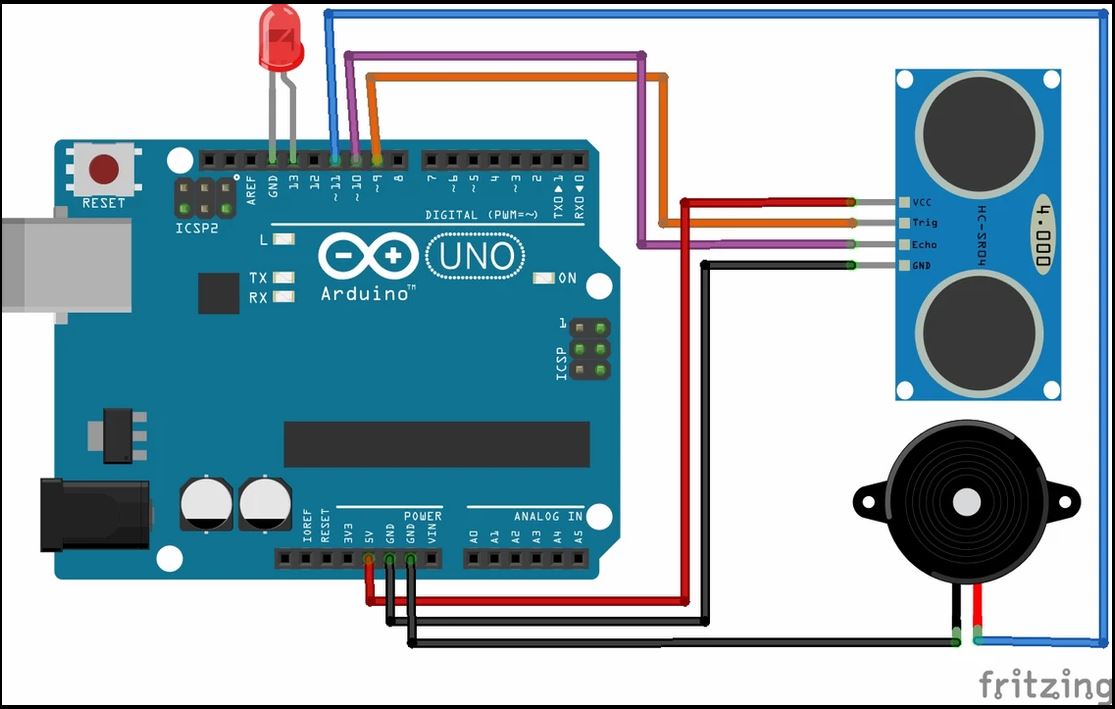 RESET
ICSP2
AREF
GND
13
12
~11
~10
~9
8
7
~6
~5
4
~3
2
TX0 ▶ 1
RX0 ◀ 0
DIGITAL (PWM=~)
L
TX
RX
UNO
Arduino™
ON
1
ICSP
VCC
Trig
Echo
GND
HC-SR04
4.000
IOREF
RESET
3V3
5V
GND
GND
VIN
POWER
ANALOG IN
A0
A1
A2
A3
A4
A5
fritzing